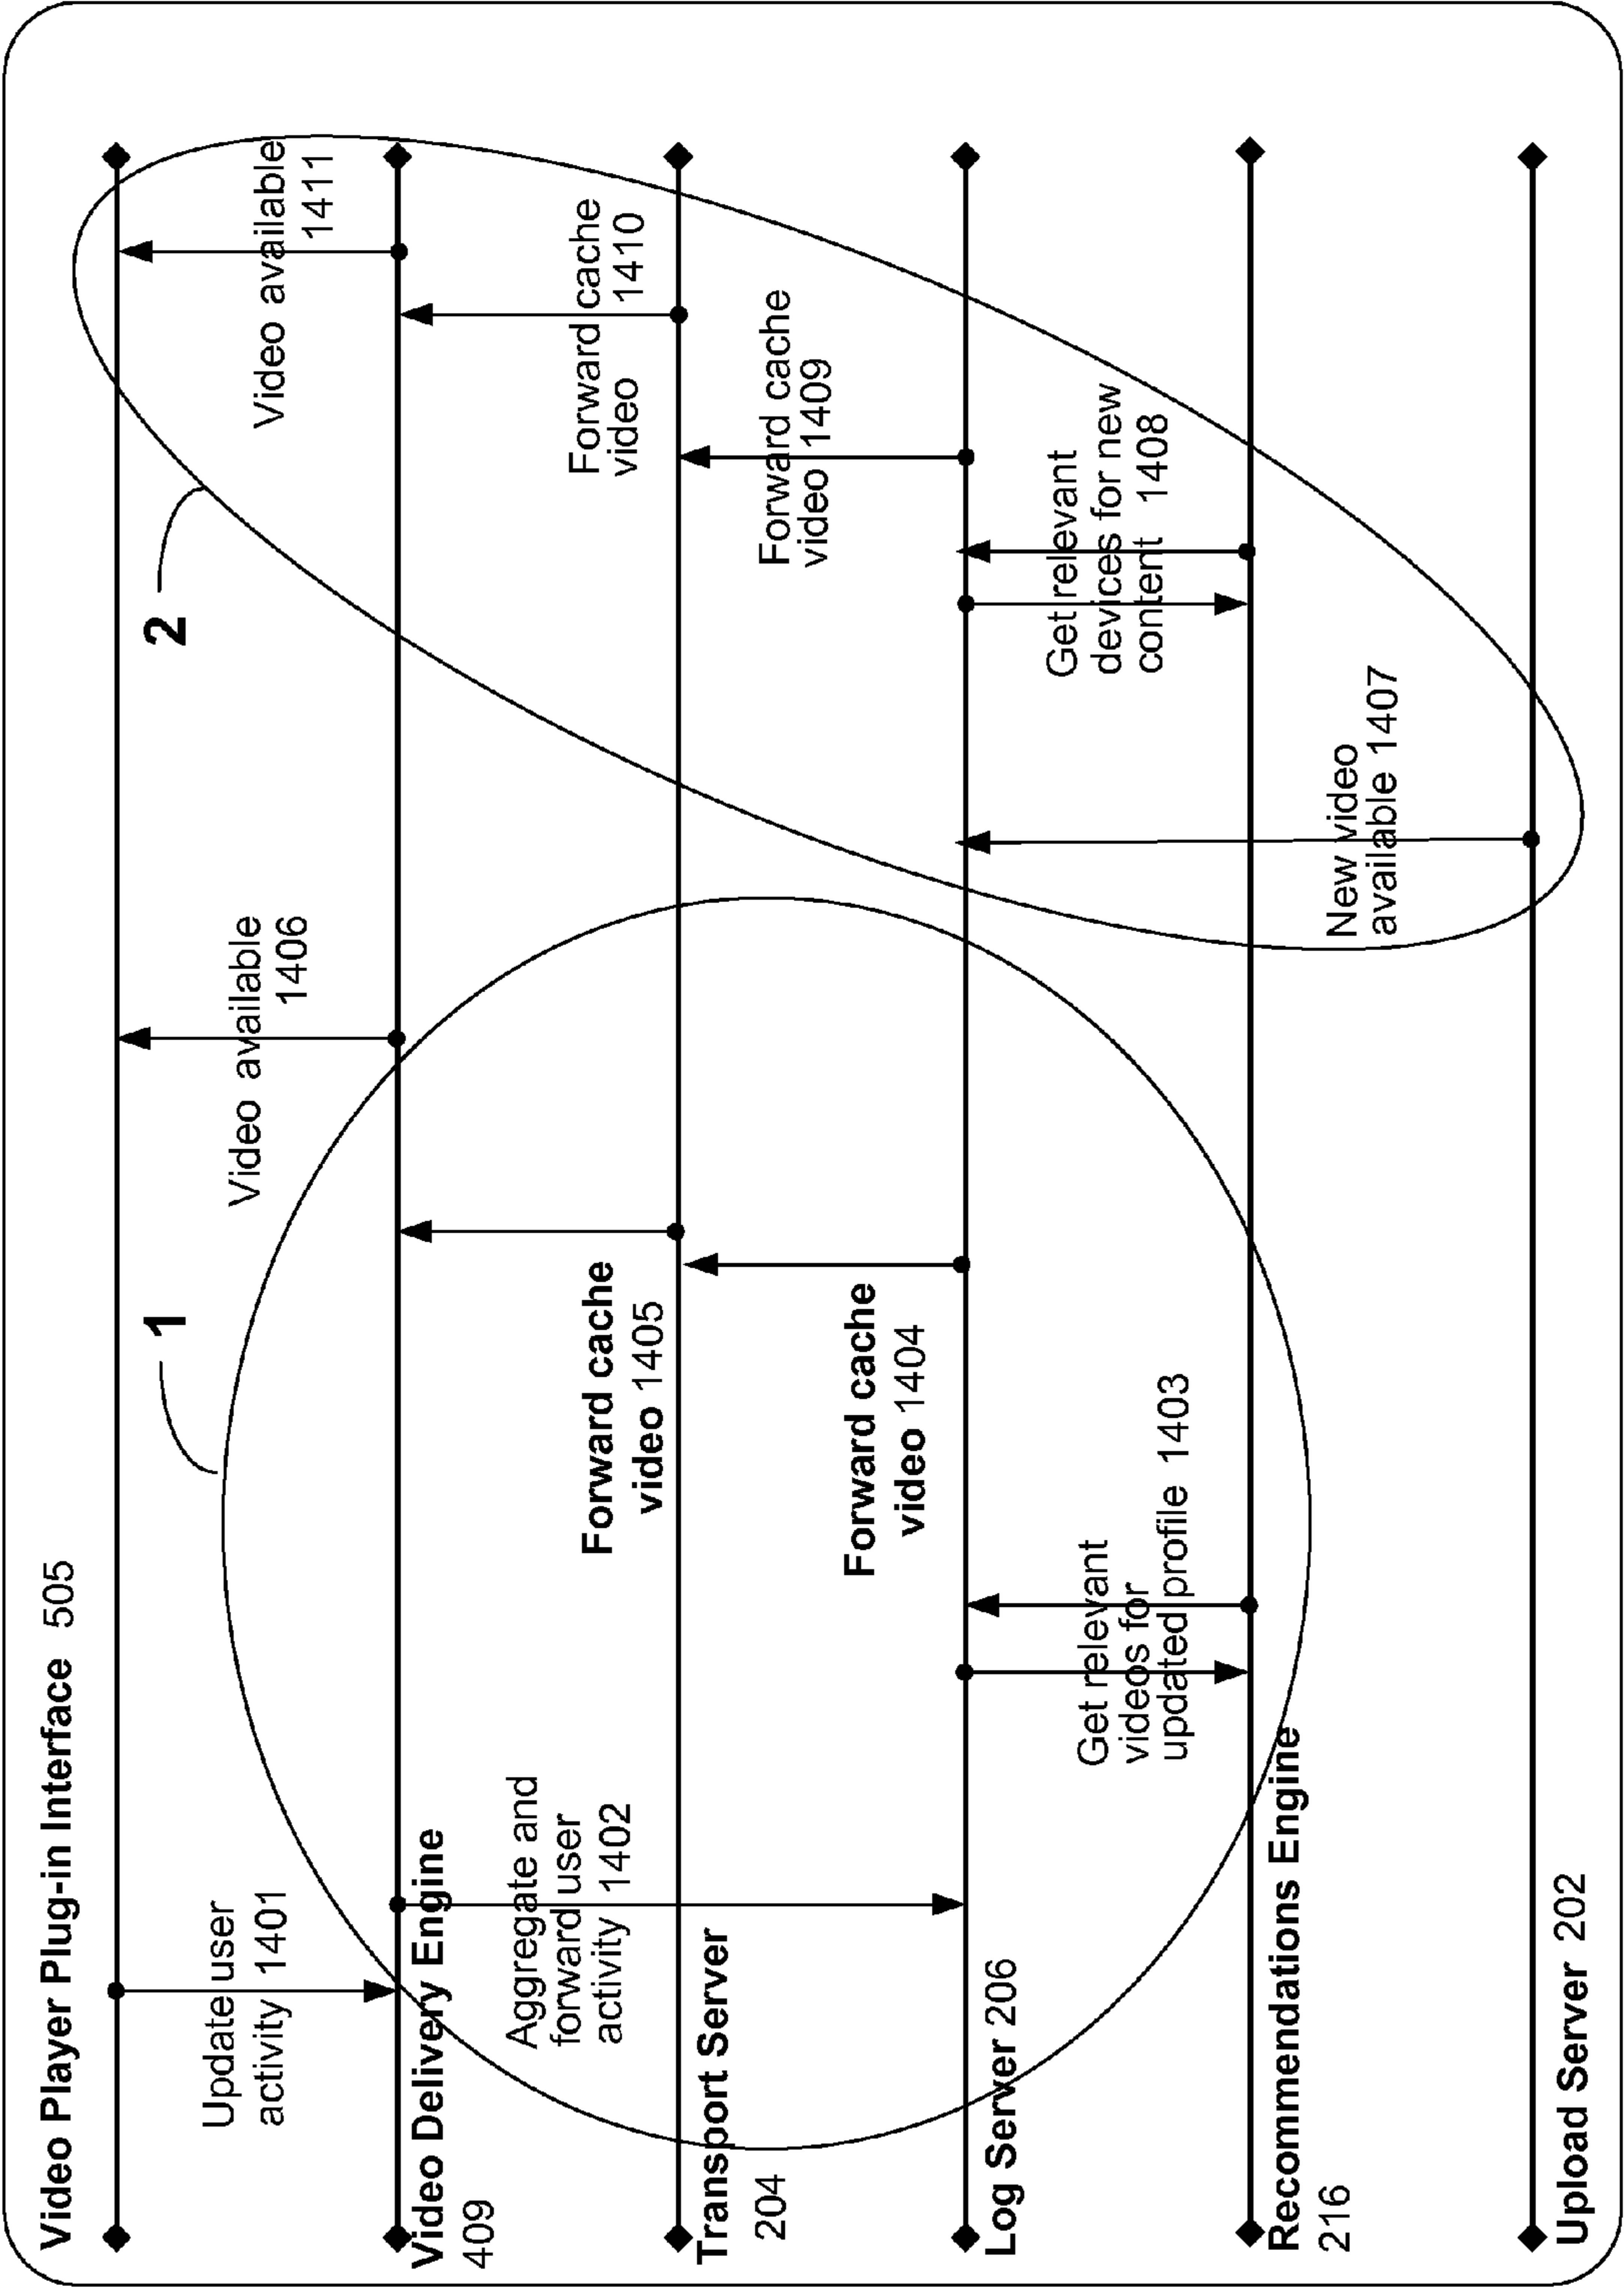 Video Player Plug-in Interface 505
Update user
activity 1401
1
Video available
1406
2
Video available
1411
Video Delivery Engine
409
Aggregate and
forward user
activity 1402
Forward cache
video 1405
Forward cache
video 1410
Transport Server
204
Forward cache
video 1404
Forward cache
video 1409
Log Server 206
Get relevant
videos for
updated profile 1403
Get relevant
devices for new
content 1408
Recommendations Engine
216
New video
available 1407
Upload Server 202